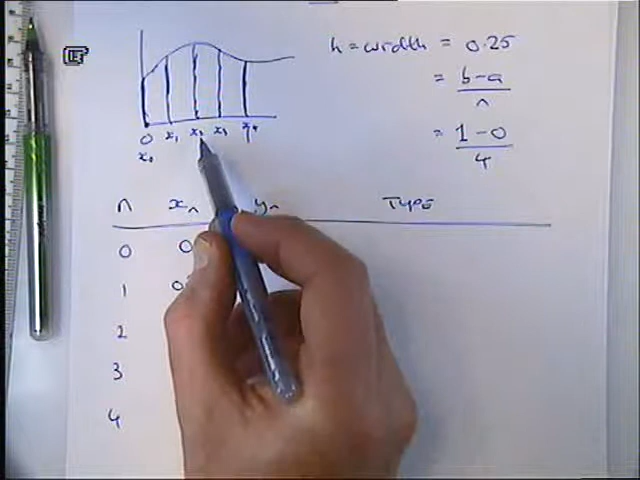 h = width = 0.25
= b-a
n
= 1-0
4
0 x₁ x₂ x₃ x₄
x₀
n xₙ yₙ TYPE
0 0
1 0
2
3
4